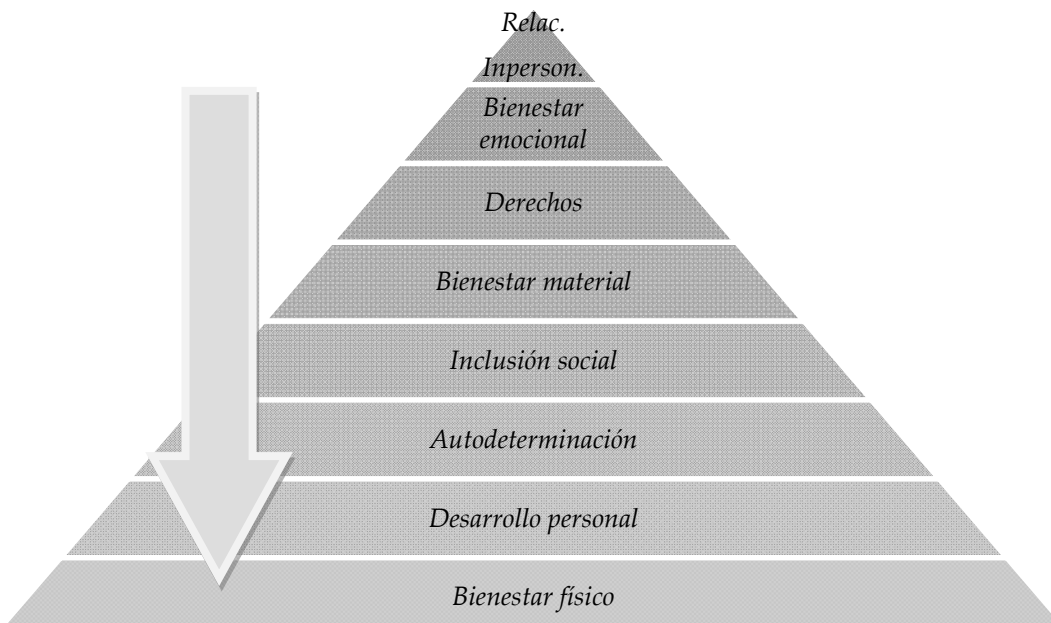 Relac.
Inperson.
Bienestar
emocional
Derechos
Bienestar material
Inclusión social
Autodeterminación
Desarrollo personal
Bienestar físico